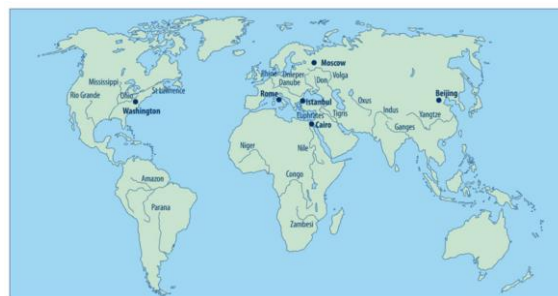 Moscow
Rhine
Dnieper
Volga
Danube
Don
Mississippi
St Lawrence
Ohio
Rio Grande
Washington
Rome
Istanbul
Beijing
Oxus
Indus
Euphrates
Tigris
Yangtze
Cairo
Ganges
Niger
Nile
Amazon
Congo
Parana
Zambesi